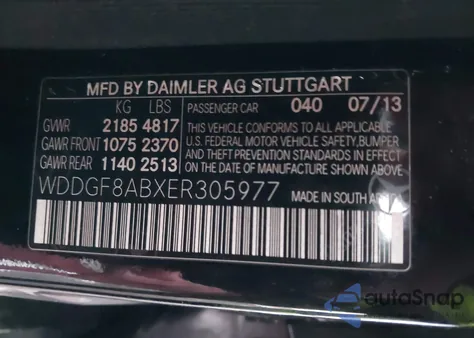 MFD BY DAIMLER AG STUTTGART
KG LBS
PASSENGER CAR 040 07/13
GVWR 2185 4817
GAWR FRONT 1075 2370
GAWR REAR 1140 2513
THIS VEHICLE CONFORMS TO ALL APPLICABLE
U.S. FEDERAL MOTOR VEHICLE SAFETY, BUMPER
AND THEFT PREVENTION STANDARDS IN EFFECT
ON THE DATE OF MANUFACTURE SHOWN ABOVE
WDDGF8ABXER305977
MADE IN SOUTH AFRICA
autoSnap